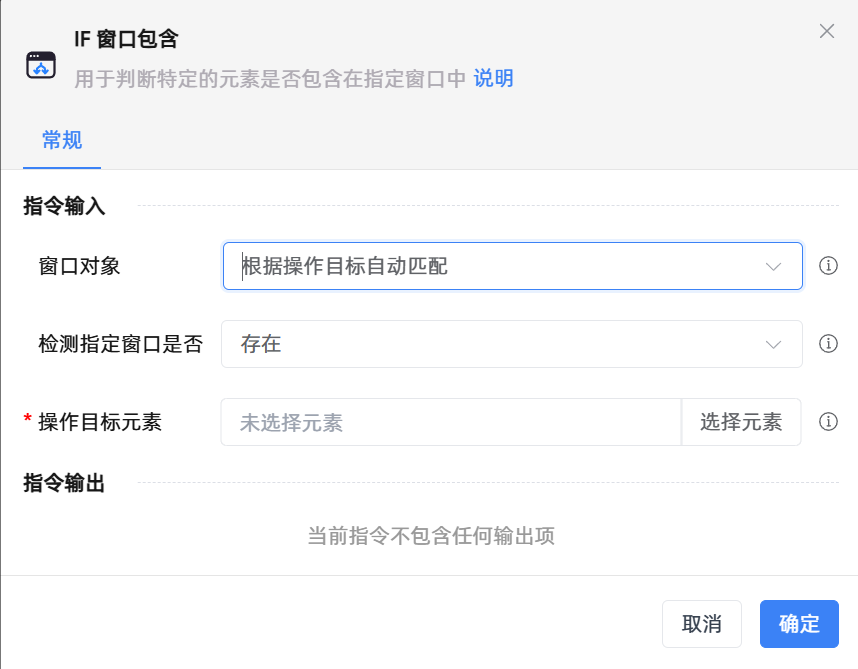 IF 窗口包含
用于判断特定的元素是否包含在指定窗口中 说明
常规
指令输入
窗口对象 根据操作目标自动匹配
检测指定窗口是否 存在
* 操作目标元素 未选择元素 选择元素
指令输出
当前指令不包含任何输出项
取消 确定